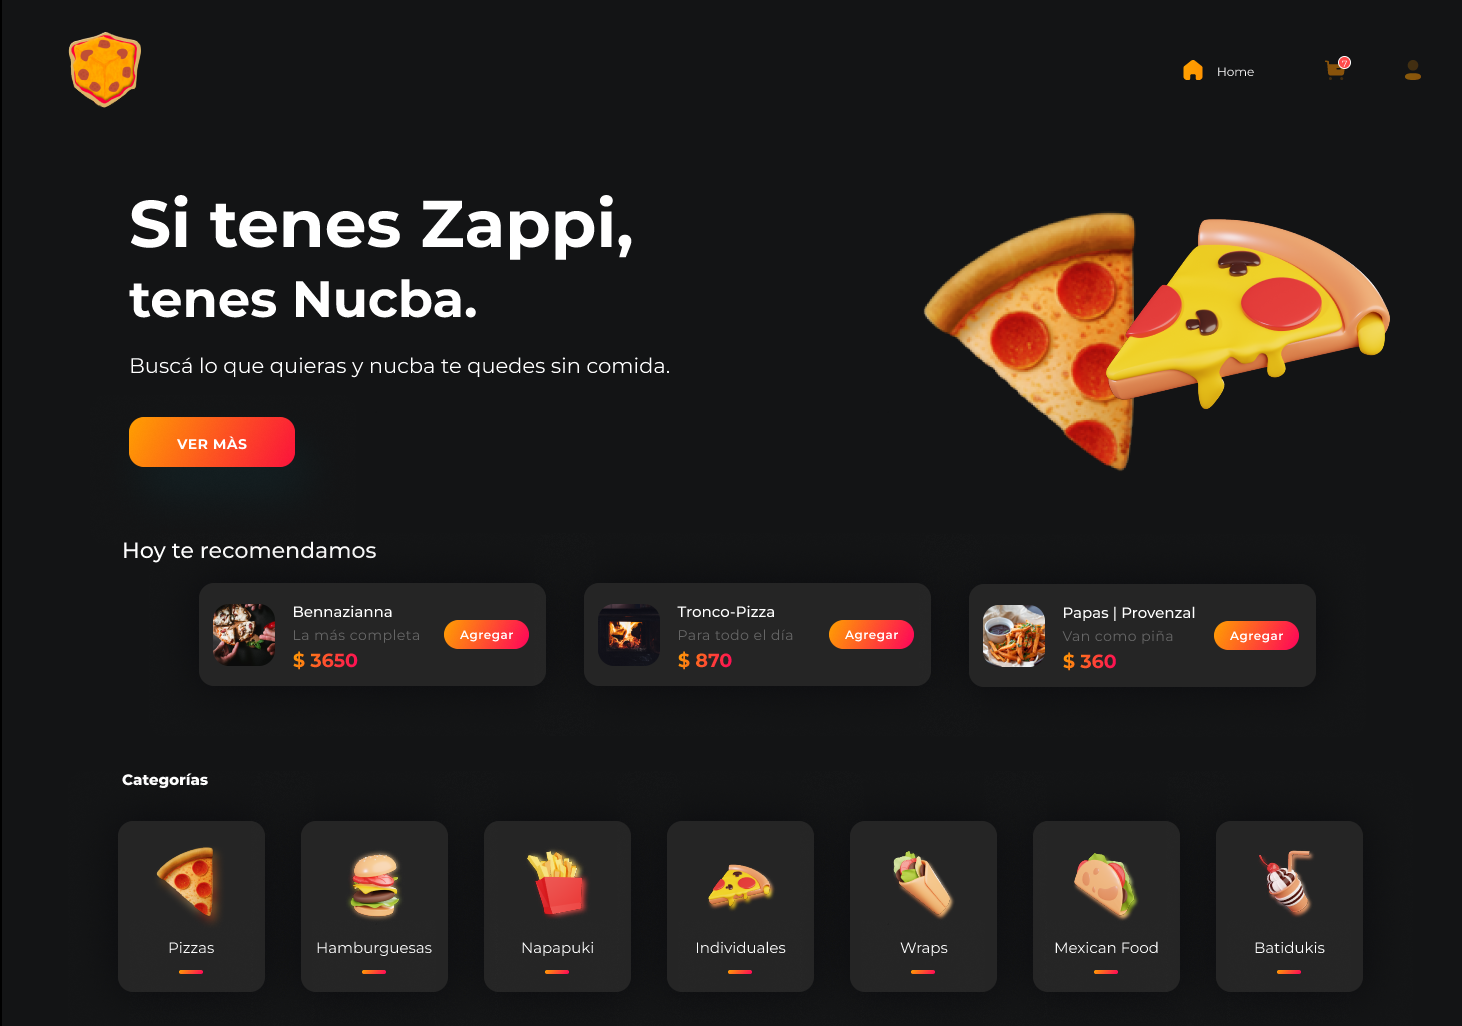 Home
7
Si tenes Zappi,
tenes Nucba.
Buscá lo que quieras y nucba te quedes sin comida.
VER MÀS
Hoy te recomendamos
Bennazianna
La más completa
$ 3650
Agregar
Tronco-Pizza
Para todo el día
$ 870
Agregar
Papas | Provenzal
Van como piña
$ 360
Agregar
Categorías
Pizzas
Hamburguesas
Napapuki
Individuales
Wraps
Mexican Food
Batidukis